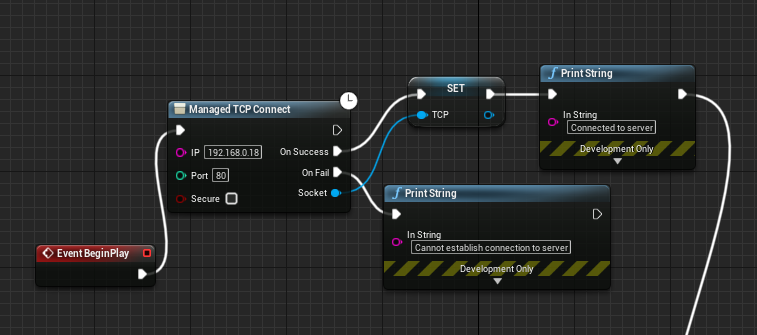 SET
TCP
f Print String
In String
Connected to server
Development Only
Managed TCP Connect
IP 192.168.0.18
On Success
Port 80
On Fail
Secure
Socket
f Print String
In String
Cannot establish connection to server
Development Only
Event BeginPlay